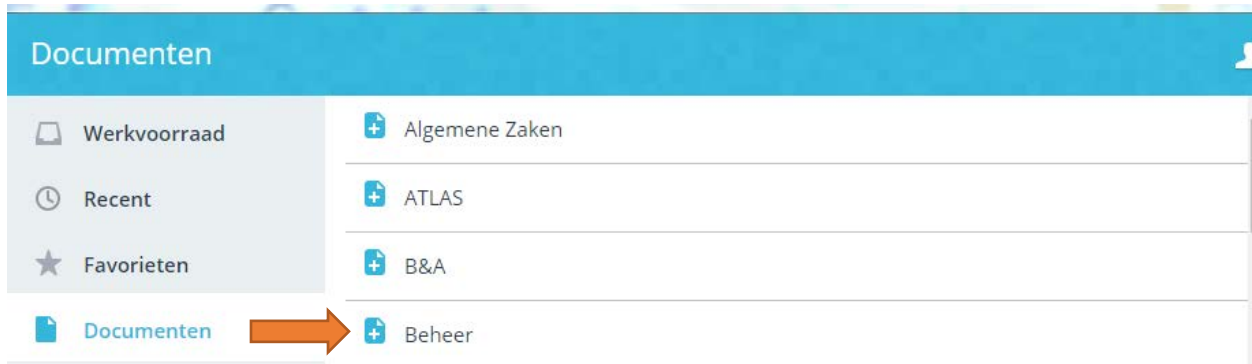 Documenten
Werkvoorraad
Recent
Favorieten
Documenten
Algemene Zaken
ATLAS
B&A
Beheer